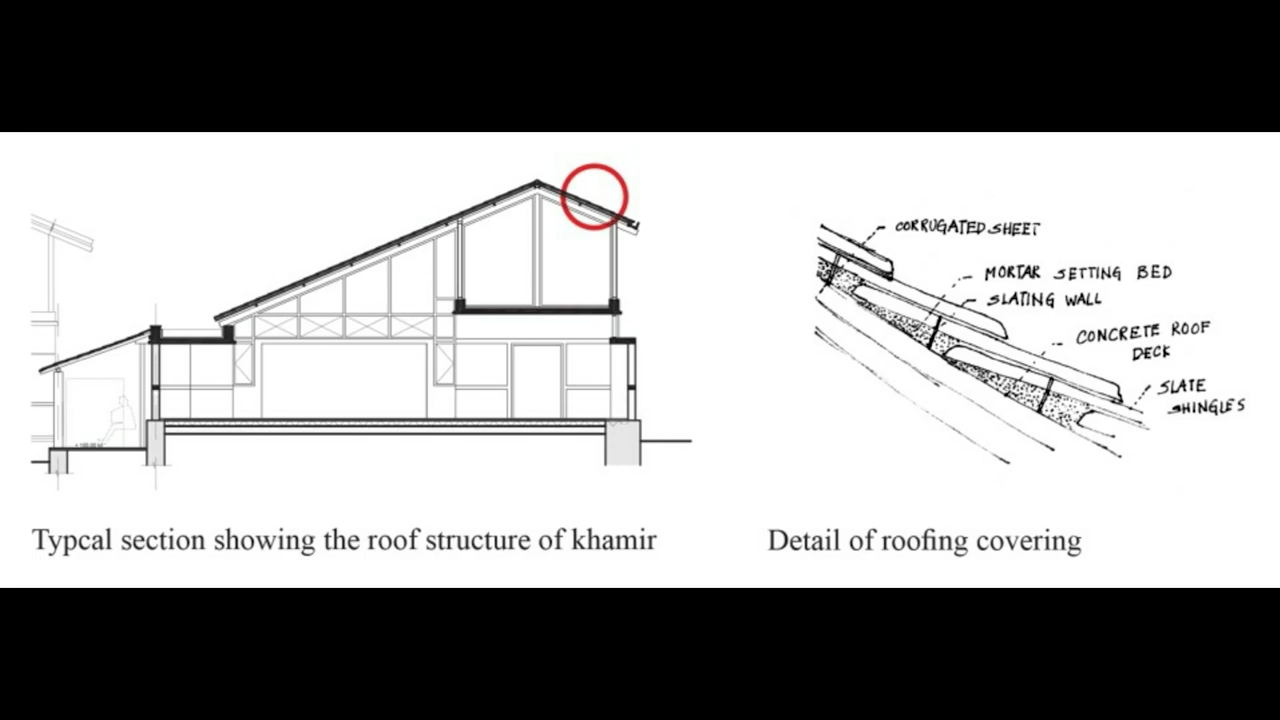 CORRUGATED SHEET
MORTAR SETTING BED
SLATING WALL
CONCRETE ROOF
DECK
SLATE
SHINGLES
Typcal section showing the roof structure of khamir
Detail of roofing covering